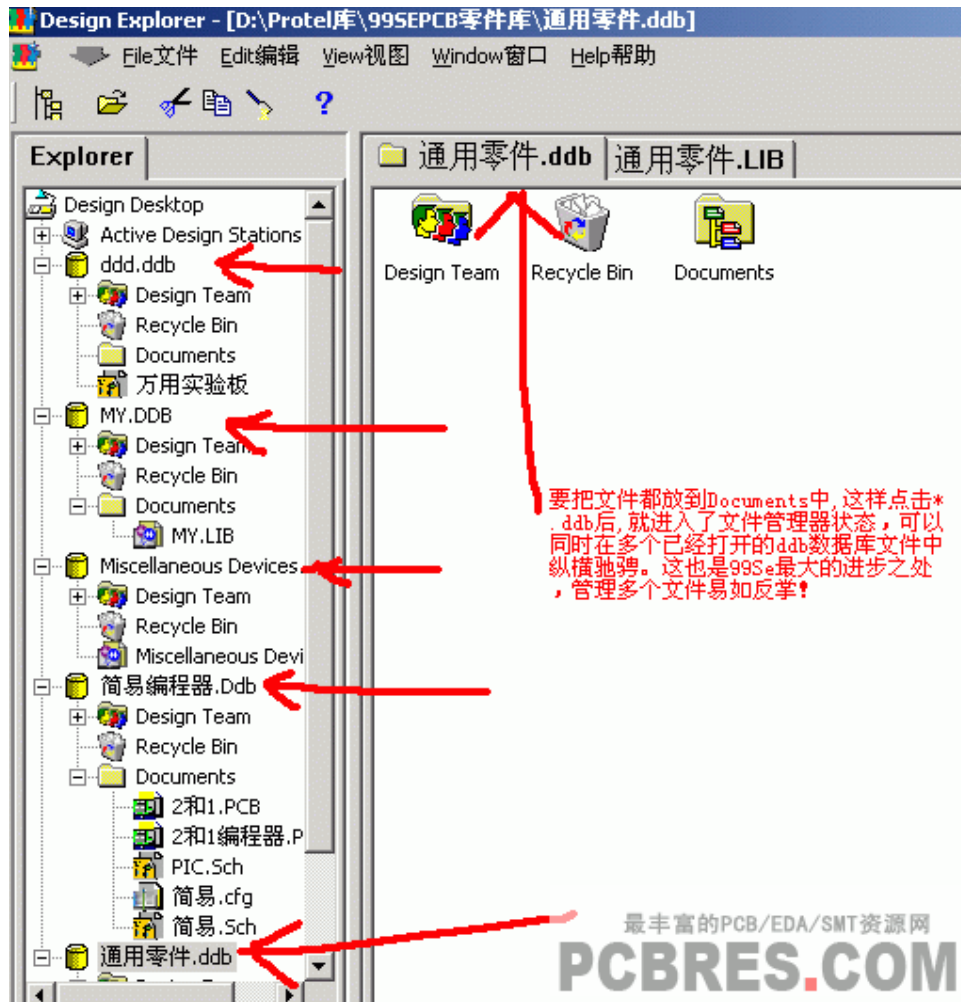 Design Explorer - [D:\Protel库\99SEPCB零件库\通用零件.ddb]
File文件 Edit编辑 View视图 Window窗口 Help帮助
Explorer
通用零件.ddb 通用零件.LIB
Design Desktop
Active Design Stations
ddd.ddb
Design Team
Recycle Bin
Documents
万用实验板
MY.DDB
Design Team
Recycle Bin
Documents
MY.LIB
Miscellaneous Devices
Design Team
Recycle Bin
Miscellaneous Devi
简易编程器.Ddb
Design Team
Recycle Bin
Documents
2和1.PCB
2和1编程器.P
PIC.Sch
简易.cfg
简易.Sch
通用零件.ddb
Design Team Recycle Bin Documents
要把文件都放到Documents中,这样点击*
.ddb后,就进入了文件管理器状态，可以
同时在多个已经打开的ddb数据库文件中
纵横驰骋。这也是99Se最大的进步之处
，管理多个文件易如反掌！
最丰富的PCB/EDA/SMT资源网
PCBRES.COM